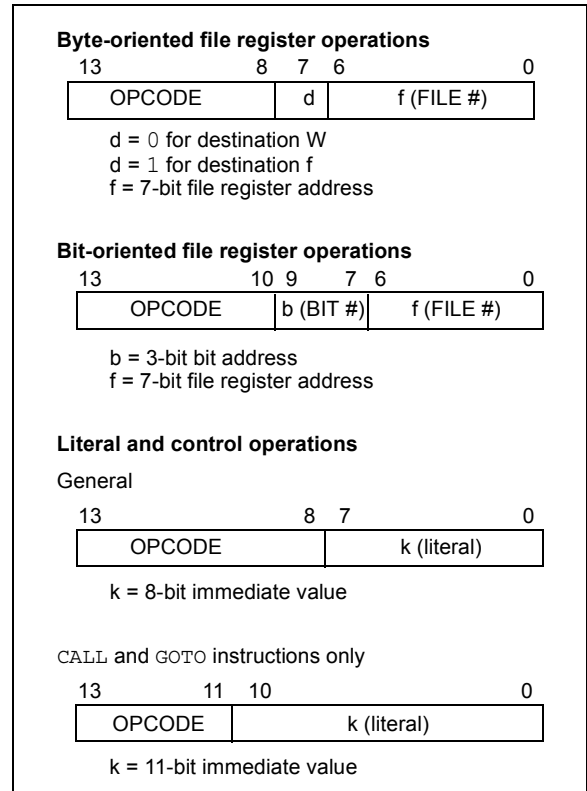 Byte-oriented file register operations
13 8 7 6 0
OPCODE d f (FILE #)
d = 0 for destination W
d = 1 for destination f
f = 7-bit file register address
Bit-oriented file register operations
13 10 9 7 6 0
OPCODE b (BIT #) f (FILE #)
b = 3-bit bit address
f = 7-bit file register address
Literal and control operations
General
13 8 7 0
OPCODE k (literal)
k = 8-bit immediate value
CALL and GOTO instructions only
13 11 10 0
OPCODE k (literal)
k = 11-bit immediate value